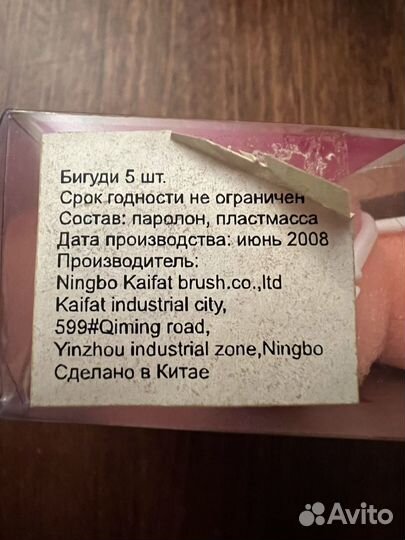 Бигуди 5 шт.
Срок годности не ограничен
Состав: паролон, пластмасса
Дата производства: июнь 2008
Производитель:
Ningbo Kaifat brush.co.,ltd
Kaifat industrial city,
599#Qiming road,
Yinzhou industrial zone,Ningbo
Сделано в Китае
Avito